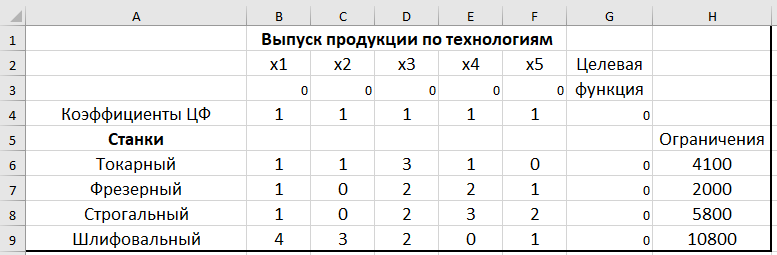 A B C D E F G H
1 Выпуск продукции по технологиям
2 x1 x2 x3 x4 x5 Целевая
3 0 0 0 0 0 функция
4 Коэффициенты ЦФ 1 1 1 1 1 0
5 Станки Ограничения
6 Токарный 1 1 3 1 0 0 4100
7 Фрезерный 1 0 2 2 1 0 2000
8 Строгальный 1 0 2 3 2 0 5800
9 Шлифовальный 4 3 2 0 1 0 10800